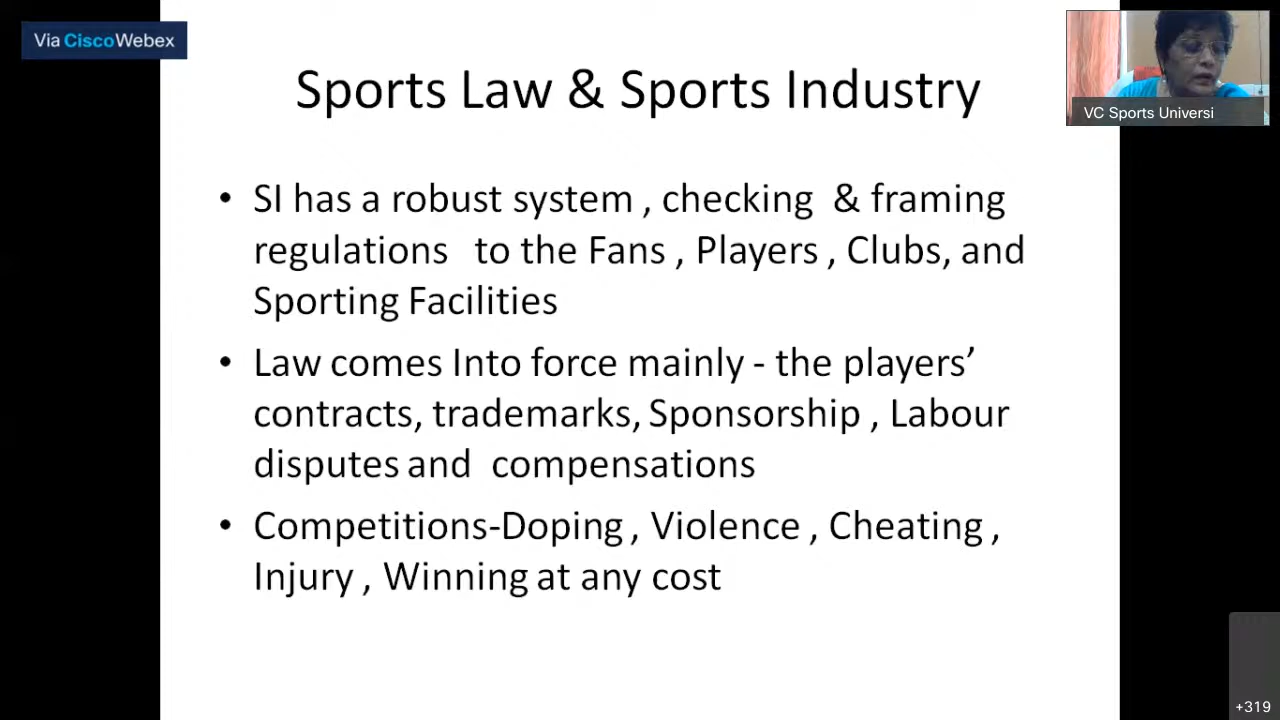 Via CiscoWebex
Sports Law & Sports Industry
VC Sports Universi
• SI has a robust system , checking & framing
regulations to the Fans , Players , Clubs, and
Sporting Facilities
• Law comes Into force mainly - the players’
contracts, trademarks, Sponsorship , Labour
disputes and compensations
• Competitions-Doping , Violence , Cheating ,
Injury , Winning at any cost
+319